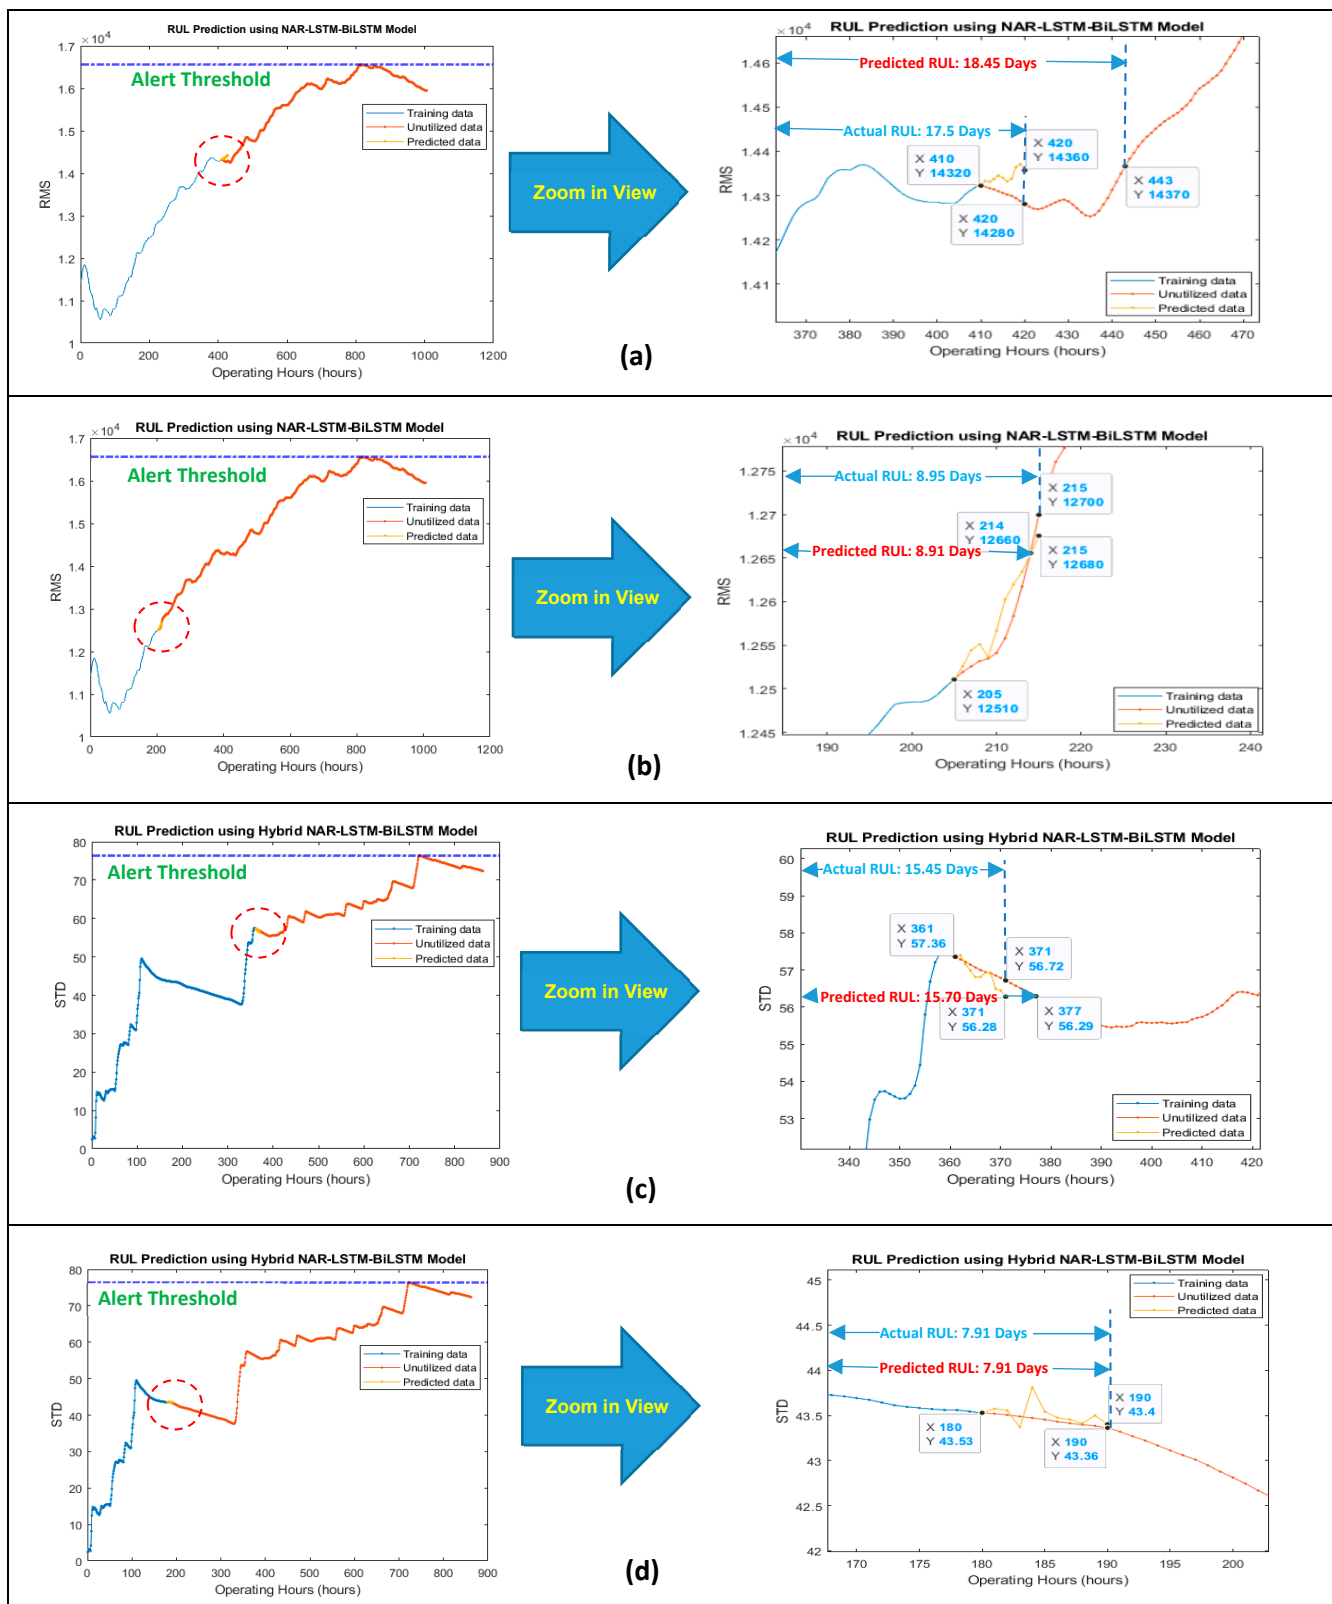 RUL Prediction using NAR-LSTM-BiLSTM Model
×10⁴
1.7
1.6
1.5
1.4
1.3
1.2
1.1
1
RMS
Alert Threshold
Training data
Unutilized data
Predicted data
0 200 400 600 800 1000 1200
Operating Hours (hours)
Zoom in View
RUL Prediction using NAR-LSTM-BiLSTM Model
×10⁴
1.46
1.45
1.44
1.43
1.42
1.41
RMS
Predicted RUL: 18.45 Days
Actual RUL: 17.5 Days
X 410
Y 14320
X 420
Y 14360
X 443
Y 14370
X 420
Y 14280
Training data
Unutilized data
Predicted data
370 380 390 400 410 420 430 440 450 460 470
Operating Hours (hours)
(a)
RUL Prediction using NAR-LSTM-BiLSTM Model
×10⁴
1.7
1.6
1.5
1.4
1.3
1.2
1.1
1
RMS
Alert Threshold
Training data
Unutilized data
Predicted data
0 200 400 600 800 1000 1200
Operating Hours (hours)
Zoom in View
RUL Prediction using NAR-LSTM-BiLSTM Model
×10⁴
1.275
1.27
1.265
1.26
1.255
1.25
1.245
RMS
Actual RUL: 8.95 Days
X 215
Y 12700
X 214
Y 12660
Predicted RUL: 8.91 Days
X 215
Y 12680
X 205
Y 12510
Training data
Unutilized data
Predicted data
190 200 210 220 230 240
Operating Hours (hours)
(b)
RUL Prediction using Hybrid NAR-LSTM-BiLSTM Model
80
70
60
50
40
30
20
10
0
STD
Alert Threshold
Training data
Unutilized data
Predicted data
0 100 200 300 400 500 600 700 800 900
Operating Hours (hours)
Zoom in View
RUL Prediction using Hybrid NAR-LSTM-BiLSTM Model
60
59
58
57
56
55
54
53
STD
Actual RUL: 15.45 Days
X 361
Y 57.36
X 371
Y 56.72
Predicted RUL: 15.70 Days
X 371
Y 56.28
X 377
Y 56.29
Training data
Unutilized data
Predicted data
340 350 360 370 380 390 400 410 420
Operating Hours (hours)
(c)
RUL Prediction using Hybrid NAR-LSTM-BiLSTM Model
80
70
60
50
40
30
20
10
0
STD
Alert Threshold
Training data
Unutilized data
Predicted data
0 100 200 300 400 500 600 700 800 900
Operating Hours (hours)
Zoom in View
RUL Prediction using Hybrid NAR-LSTM-BiLSTM Model
45
44.5
44
43.5
43
42.5
42
STD
Training data
Unutilized data
Predicted data
Actual RUL: 7.91 Days
Predicted RUL: 7.91 Days
X 190
Y 43.4
X 180
Y 43.53
X 190
Y 43.36
170 175 180 185 190 195 200
Operating Hours (hours)
(d)